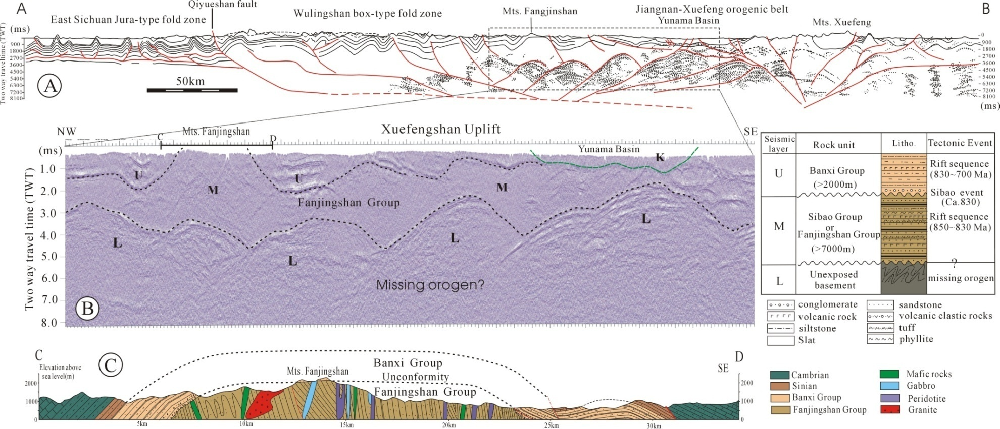 A
Qiyueshan fault
East Sichuan Jura-type fold zone
Wulingshan box-type fold zone
Mts. Fangjinshan
Jiangnan-Xuefeng orogenic belt
Yunama Basin
Mts. Xuefeng
B
(ms)
Two way traveltime (TWT)
900
1800
2700
3600
4500
5400
6300
7200
8100
A
50km
0
900
1800
2700
3600
4500
5400
6300
7200
8100
(ms)
NW
C
Mts. Fanjingshan
D
Xuefengshan Uplift
SE
(ms)
Two way travel time (TWT)
1.0
2.0
3.0
4.0
5.0
6.0
7.0
8.0
Yunama Basin
K
U
U
M
M
Fanjingshan Group
L
L
L
L
Missing orogen?
B
Seismic layer
Rock unit
Litho.
Tectonic Event
U
Banxi Group
(>2000m)
Rift sequence
(830~700 Ma)
Sibao event
(Ca.830)
M
Sibao Group
or
Fanjingshan Group
(>7000m)
Rift sequence
(850~830 Ma)
?
L
Unexposed
basement
missing orogen
conglomerate
sandstone
volcanic rock
volcanic clastic rocks
siltstone
tuff
Slat
phyllite
C
C
Elevation above
sea level(m)
2000
1000
0
Mts. Fanjingshan
Banxi Group
Unconformity
Fanjingshan Group
SE
D
2000
1000
0
5km
10km
15km
20km
25km
30km
Cambrian
Mafic rocks
Sinian
Gabbro
Banxi Group
Peridotite
Fanjingshan Group
Granite